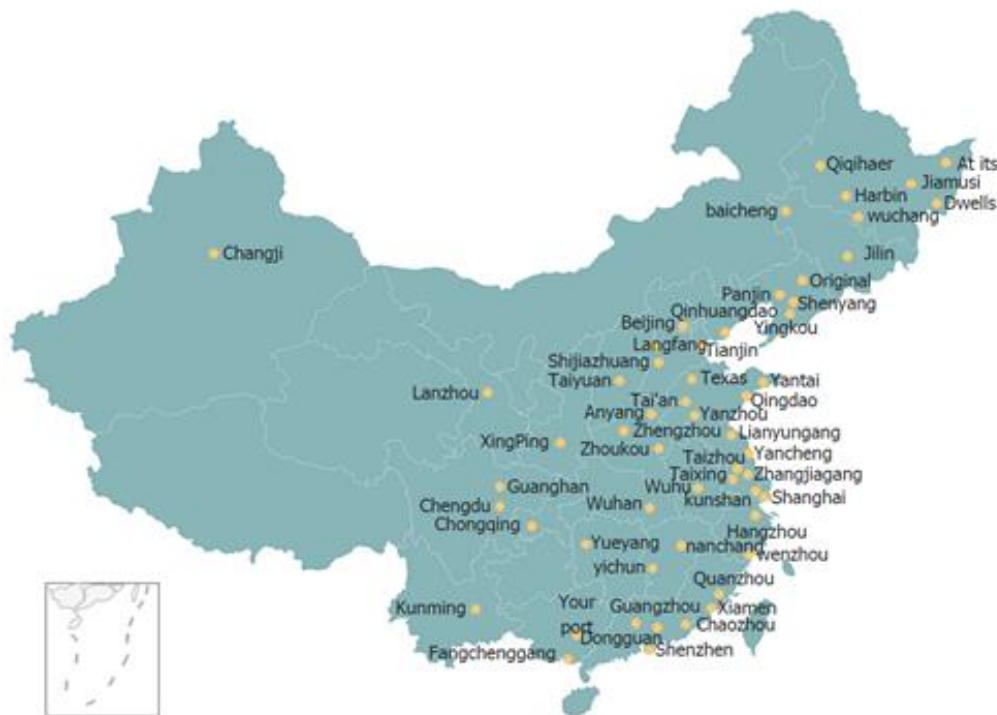 At its
Qiqihaer
Jiamusi
Harbin
Dwells
baicheng
wuchang
Changji
Jilin
Original
Panjin
Shenyang
Qinhuangdao
Beijing
Yingkou
Langfang
Tianjin
Shijiazhuang
Taiyuan
Texas
Yantai
Lanzhou
Tai'an
Qingdao
Anyang
Yanzhou
Zhengzhou
Lianyungang
XingPing
Zhoukou
Taizhou
Yancheng
Taixing
Zhangjiagang
Guanghan
Wuhu
kunshan
Shanghai
Chengdu
Wuhan
Chongqing
Hangzhou
Yueyang
nanchang
wenzhou
yichun
Quanzhou
Kunming
Your
port
Guangzhou
Xiamen
Chaozhou
Dongguan
Fangchenggang
Shenzhen